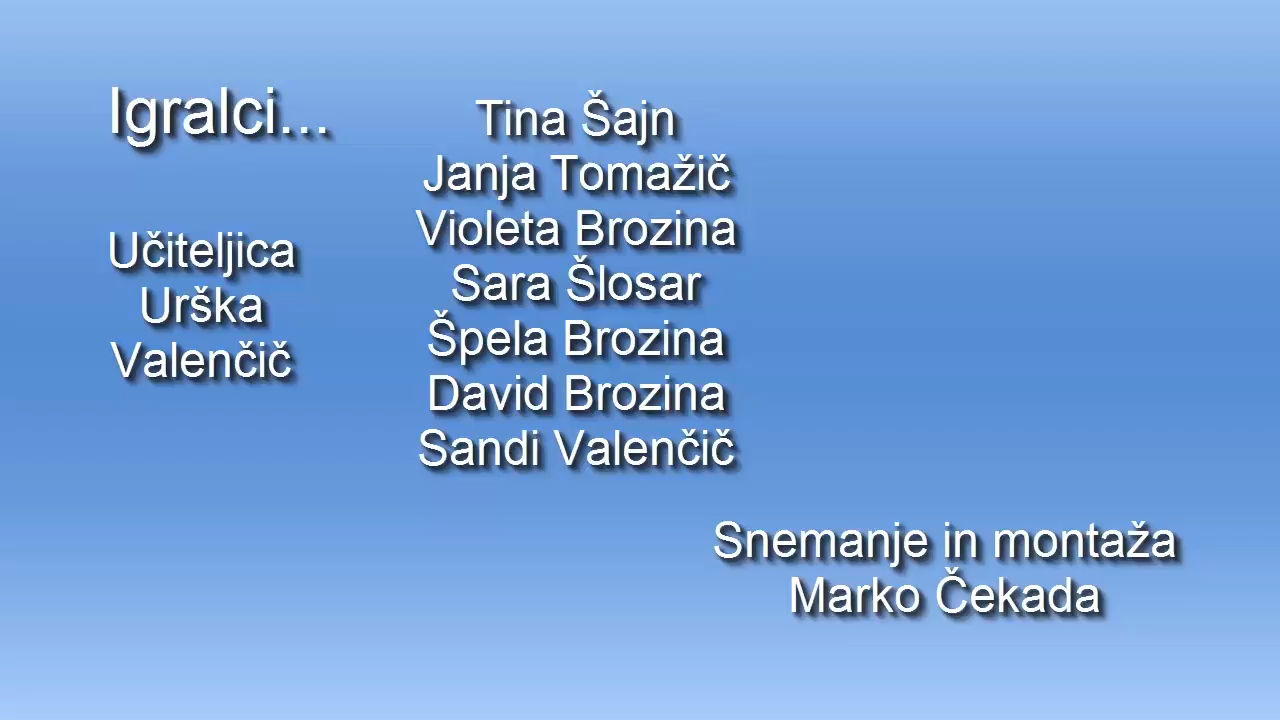 Igralci...
Učiteljica
Urška
Valenčič
Tina Šajn
Janja Tomažič
Violeta Brozina
Sara Šlosar
Špela Brozina
David Brozina
Sandi Valenčič
Snemanje in montaža
Marko Čekada